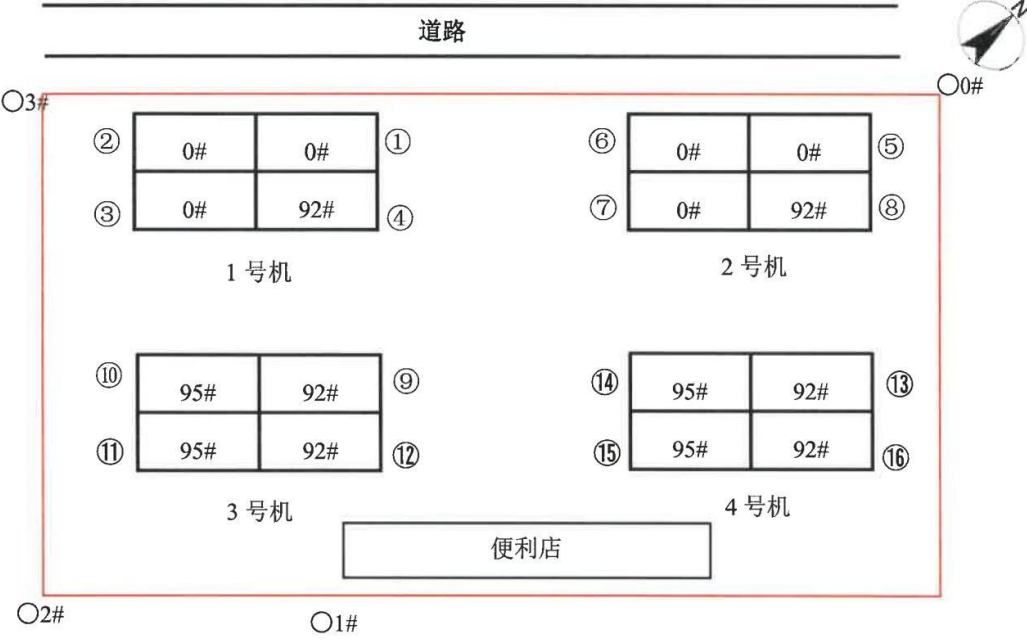 道路
N
○0#
○3#
② 0# 0# ①
③ 0# 92# ④
1 号机
⑥ 0# 0# ⑤
⑦ 0# 92# ⑧
2 号机
⑩ 95# 92# ⑨
⑪ 95# 92# ⑫
3 号机
⑭ 95# 92# ⑬
⑮ 95# 92# ⑯
4 号机
便利店
○2#
○1#